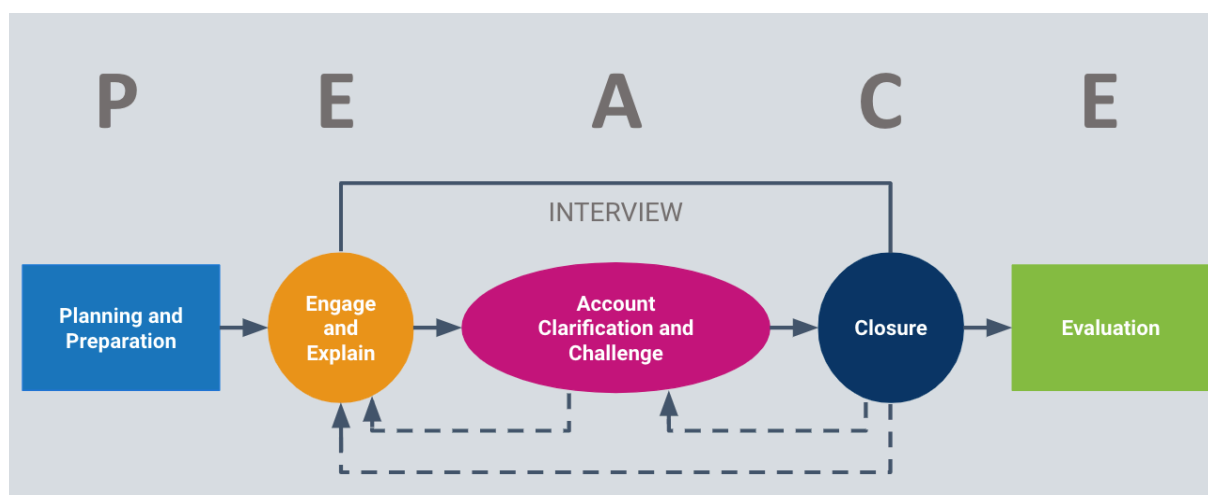 P E A C E
INTERVIEW
Planning and
Preparation
Engage
and
Explain
Account
Clarification and
Challenge
Closure
Evaluation